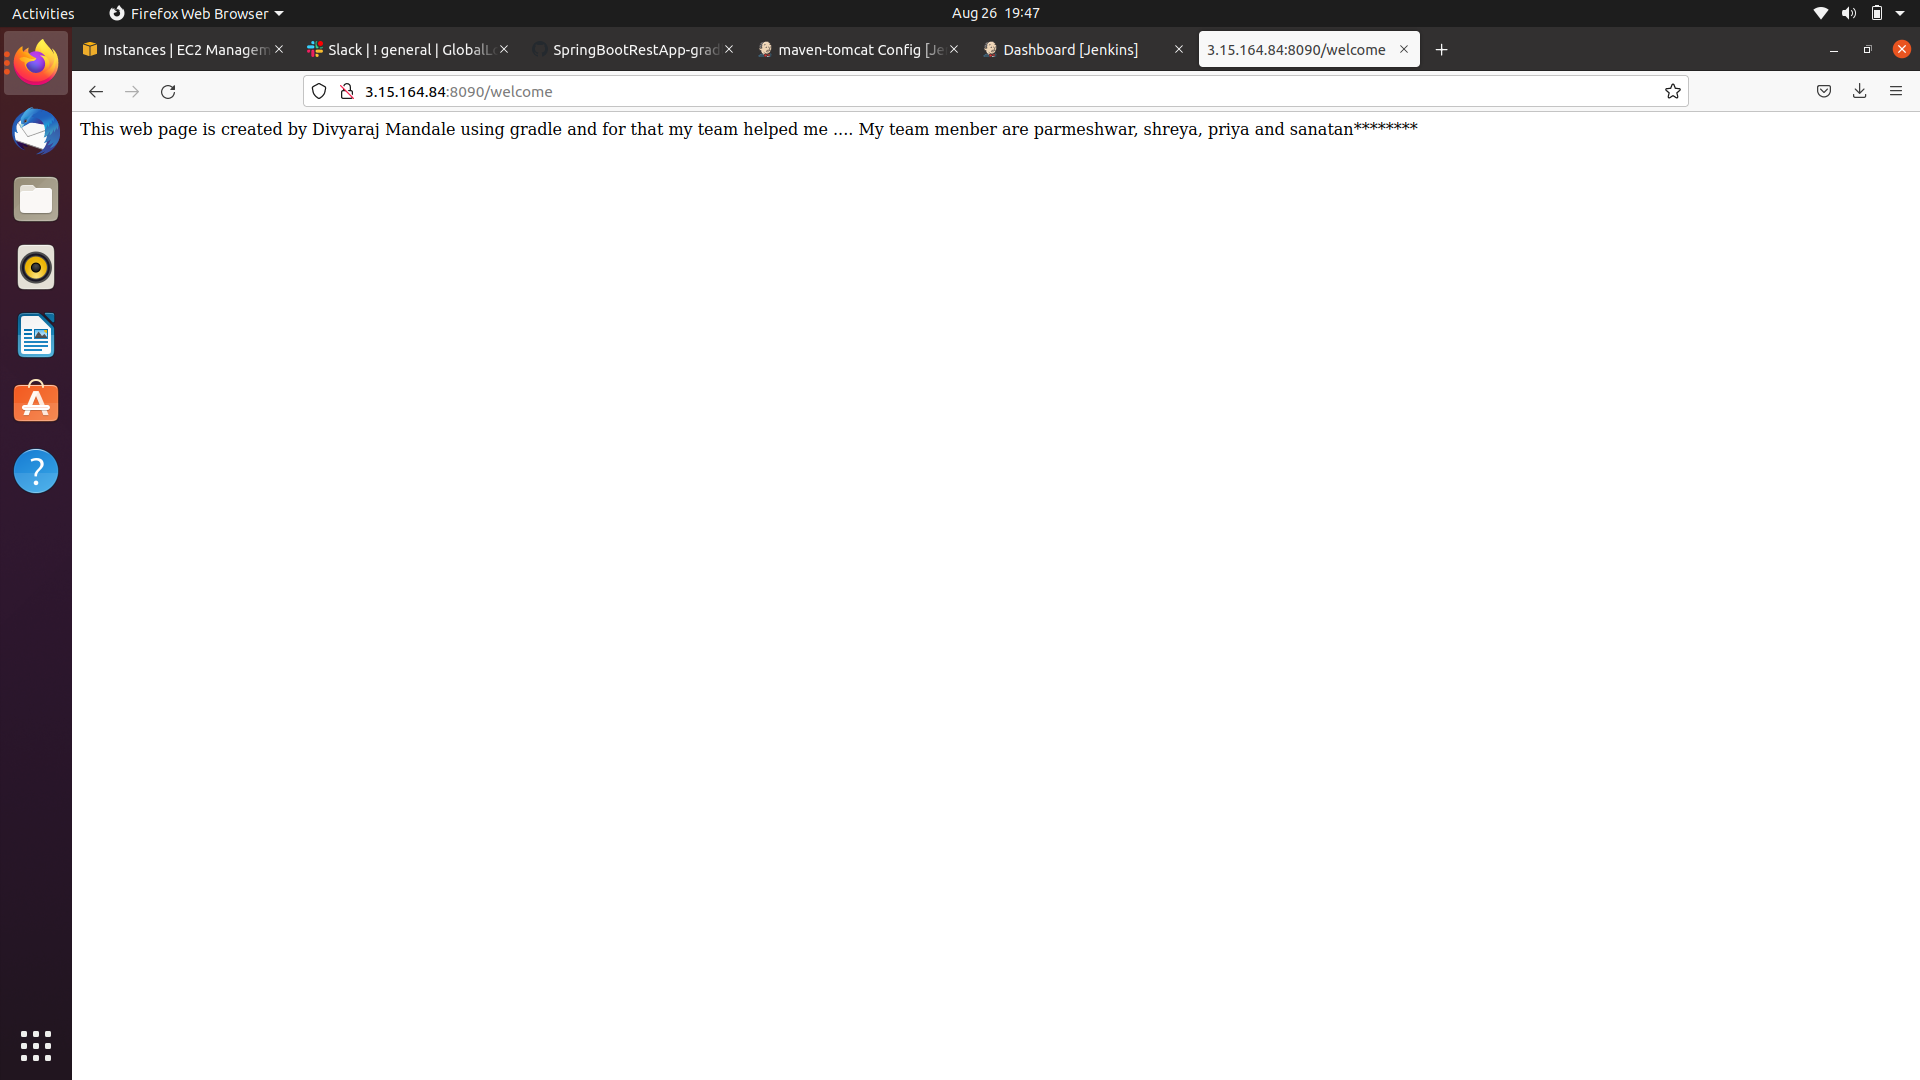 Activities
Firefox Web Browser
Aug 26 19:47
Instances | EC2 Managem
Slack | ! general | GlobalL
SpringBootRestApp-grad
maven-tomcat Config [Je
Dashboard [Jenkins]
3.15.164.84:8090/welcome
3.15.164.84:8090/welcome
This web page is created by Divyaraj Mandale using gradle and for that my team helped me .... My team menber are parmeshwar, shreya, priya and sanatan********